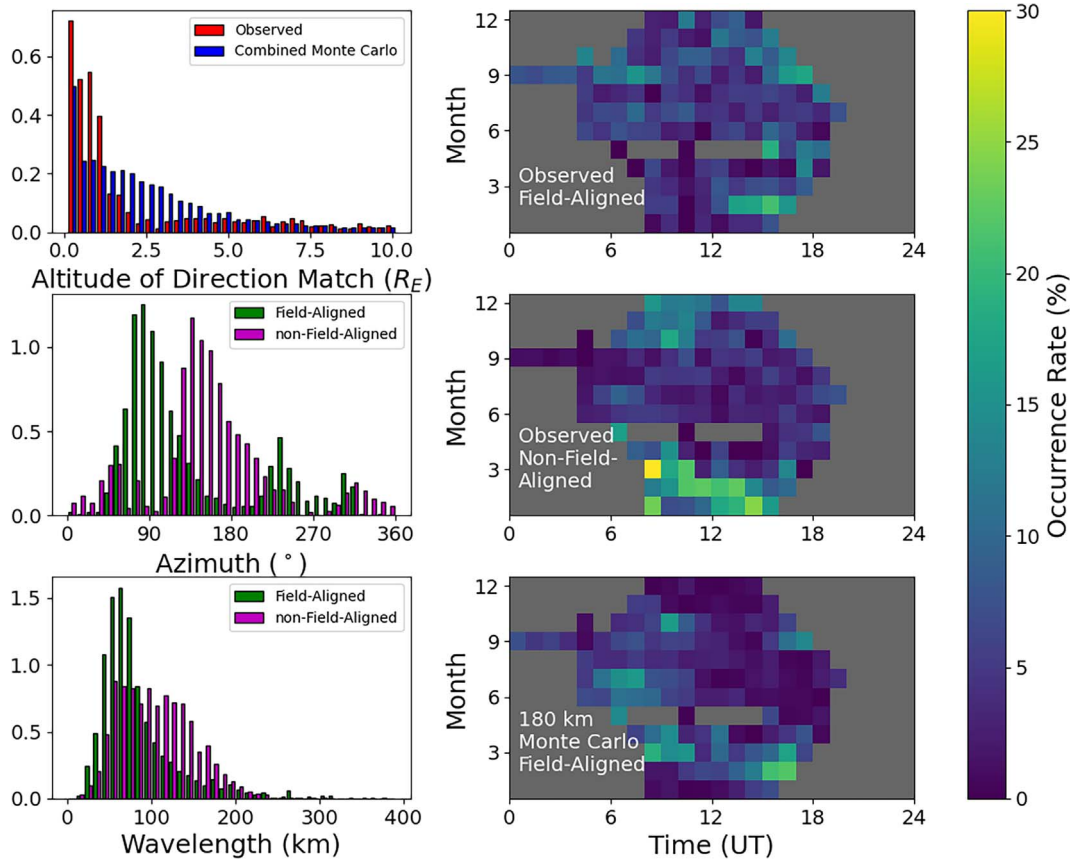 0.6
0.4
0.2
0.0
Observed
Combined Monte Carlo
0.0 2.5 5.0 7.5 10.0
Altitude of Direction Match (R_E)
12
9
6
3
Month
Observed
Field-Aligned
0 6 12 18 24
1.0
0.5
0.0
Field-Aligned
non-Field-Aligned
0 90 180 270 360
Azimuth (°)
12
9
6
3
Month
Observed
Non-Field-
Aligned
0 6 12 18 24
1.5
1.0
0.5
0.0
Field-Aligned
non-Field-Aligned
0 100 200 300 400
Wavelength (km)
12
9
6
3
Month
180 km
Monte Carlo
Field-Aligned
0 6 12 18 24
Time (UT)
30
25
20
15
10
5
0
Occurrence Rate (%)